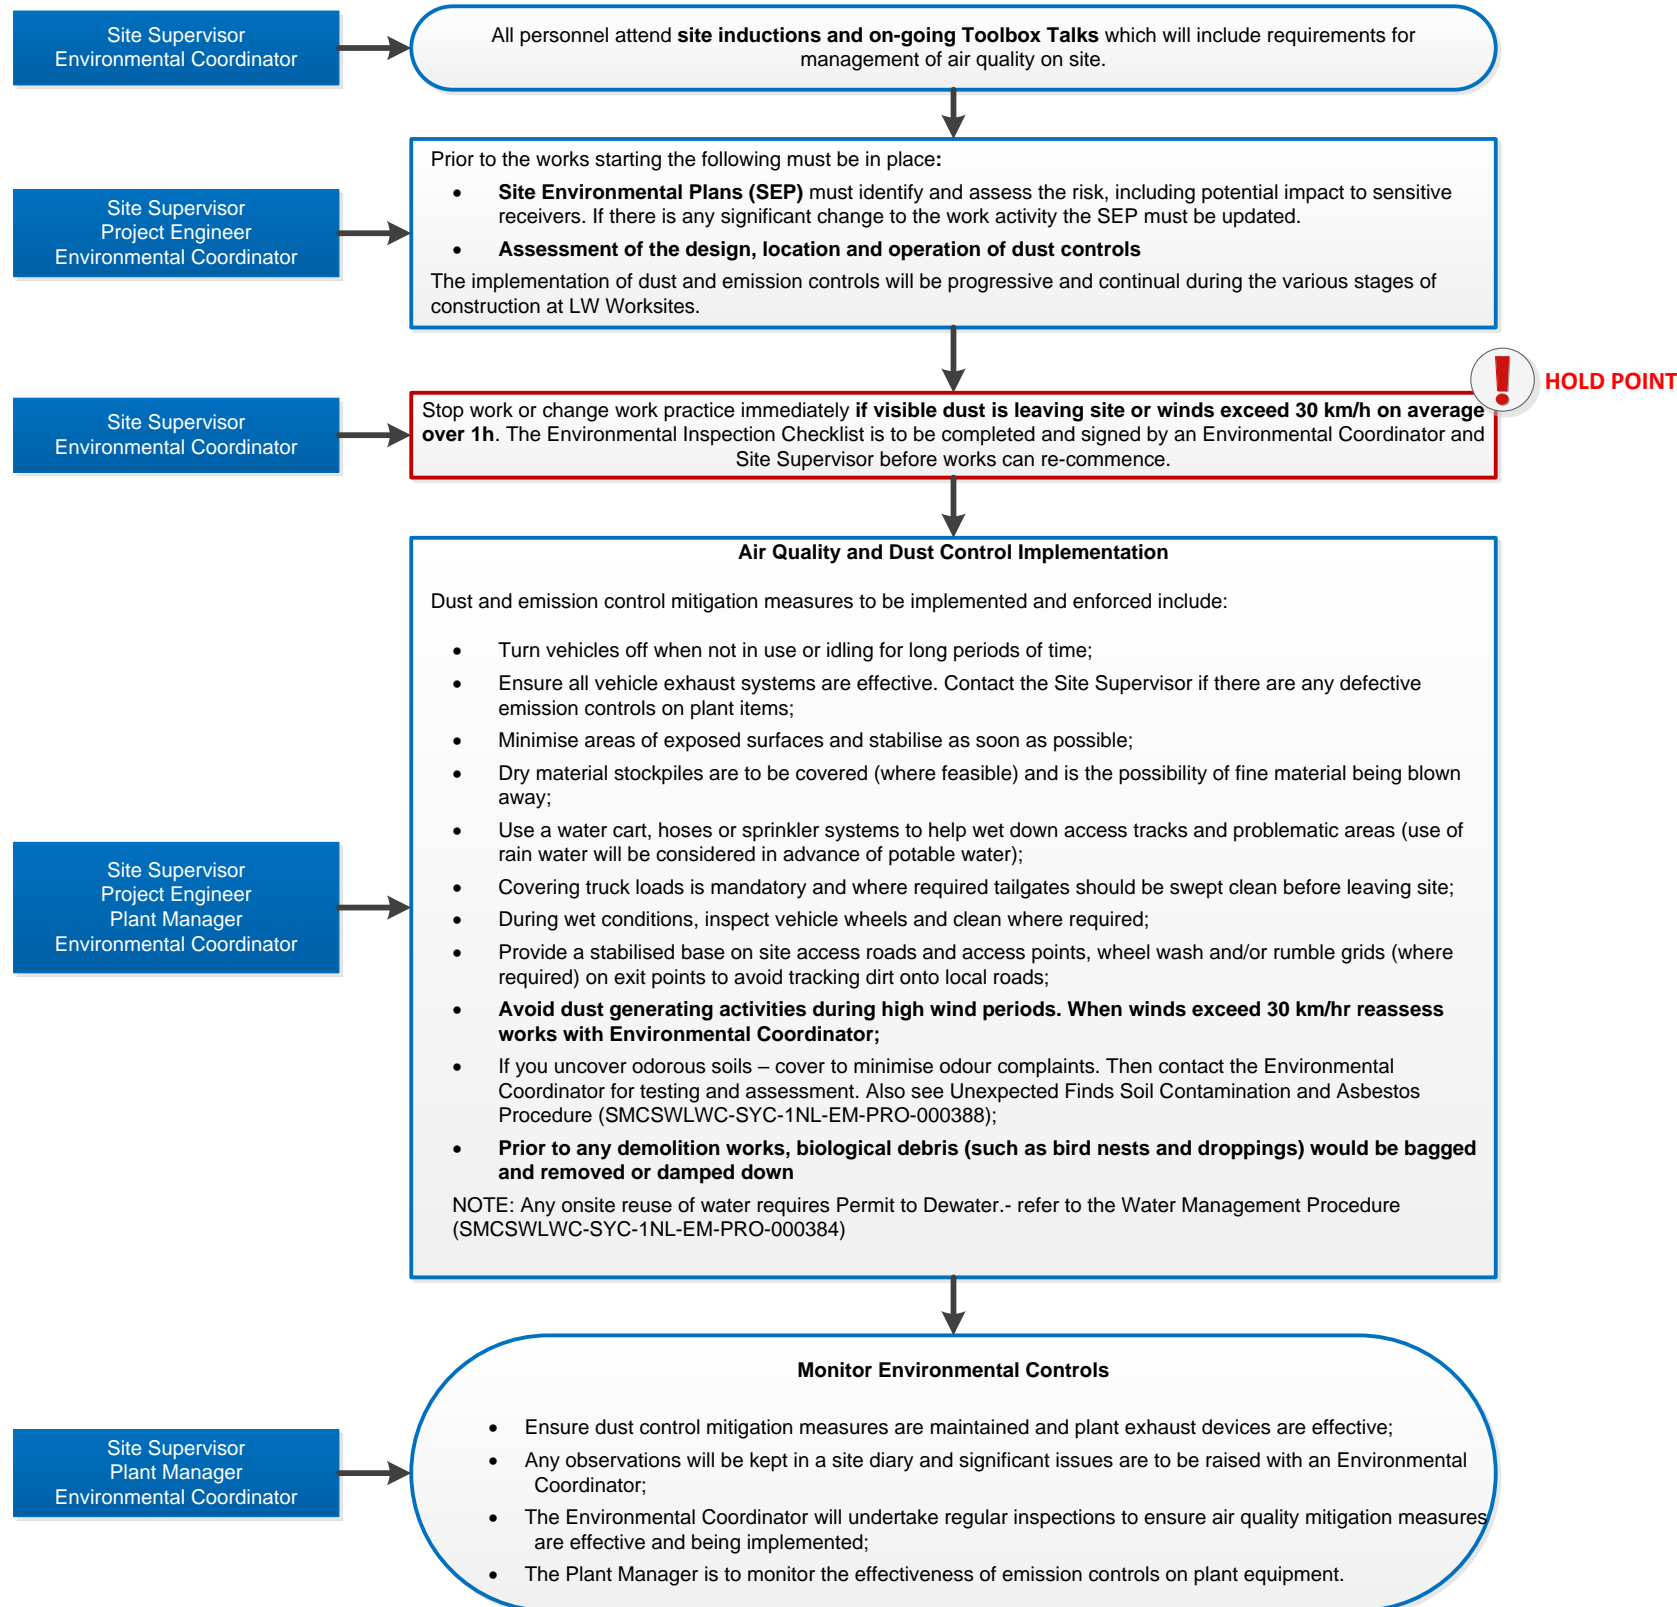 Site Supervisor
Environmental Coordinator
All personnel attend site inductions and on-going Toolbox Talks which will include requirements for
management of air quality on site.
Site Supervisor
Project Engineer
Environmental Coordinator
Prior to the works starting the following must be in place:
• Site Environmental Plans (SEP) must identify and assess the risk, including potential impact to sensitive
receivers. If there is any significant change to the work activity the SEP must be updated.
• Assessment of the design, location and operation of dust controls
The implementation of dust and emission controls will be progressive and continual during the various stages of
construction at LW Worksites.
HOLD POINT
Site Supervisor
Environmental Coordinator
Stop work or change work practice immediately if visible dust is leaving site or winds exceed 30 km/h on average
over 1h. The Environmental Inspection Checklist is to be completed and signed by an Environmental Coordinator and
Site Supervisor before works can re-commence.
Site Supervisor
Project Engineer
Plant Manager
Environmental Coordinator
Air Quality and Dust Control Implementation
Dust and emission control mitigation measures to be implemented and enforced include:
• Turn vehicles off when not in use or idling for long periods of time;
• Ensure all vehicle exhaust systems are effective. Contact the Site Supervisor if there are any defective
emission controls on plant items;
• Minimise areas of exposed surfaces and stabilise as soon as possible;
• Dry material stockpiles are to be covered (where feasible) and is the possibility of fine material being blown
away;
• Use a water cart, hoses or sprinkler systems to help wet down access tracks and problematic areas (use of
rain water will be considered in advance of potable water);
• Covering truck loads is mandatory and where required tailgates should be swept clean before leaving site;
• During wet conditions, inspect vehicle wheels and clean where required;
• Provide a stabilised base on site access roads and access points, wheel wash and/or rumble grids (where
required) on exit points to avoid tracking dirt onto local roads;
• Avoid dust generating activities during high wind periods. When winds exceed 30 km/hr reassess
works with Environmental Coordinator;
• If you uncover odorous soils – cover to minimise odour complaints. Then contact the Environmental
Coordinator for testing and assessment. Also see Unexpected Finds Soil Contamination and Asbestos
Procedure (SMCSWLWC-SYC-1NL-EM-PRO-000388);
• Prior to any demolition works, biological debris (such as bird nests and droppings) would be bagged
and removed or damped down
NOTE: Any onsite reuse of water requires Permit to Dewater.- refer to the Water Management Procedure
(SMCSWLWC-SYC-1NL-EM-PRO-000384)
Site Supervisor
Plant Manager
Environmental Coordinator
Monitor Environmental Controls
• Ensure dust control mitigation measures are maintained and plant exhaust devices are effective;
• Any observations will be kept in a site diary and significant issues are to be raised with an Environmental
Coordinator;
• The Environmental Coordinator will undertake regular inspections to ensure air quality mitigation measures
are effective and being implemented;
• The Plant Manager is to monitor the effectiveness of emission controls on plant equipment.